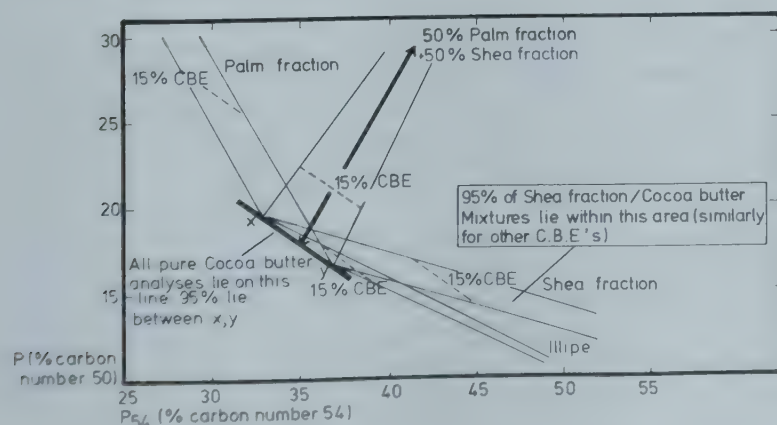 30
25
20
15
50% Palm fraction
+50% Shea fraction
Palm fraction
15% CBE
15%/CBE
95% of Shea fraction/Cocoa butter
Mixtures lie within this area (similarly
for other C.B.E's)
x
y
All pure Cocoa butter
analyses lie on this
line 95% lie
between x,y
15% CBE
15% CBE
Shea fraction
Illipe
P (% carbon
number 50)
25 30 35 40 45 50 55
P54 (% carbon number 54)